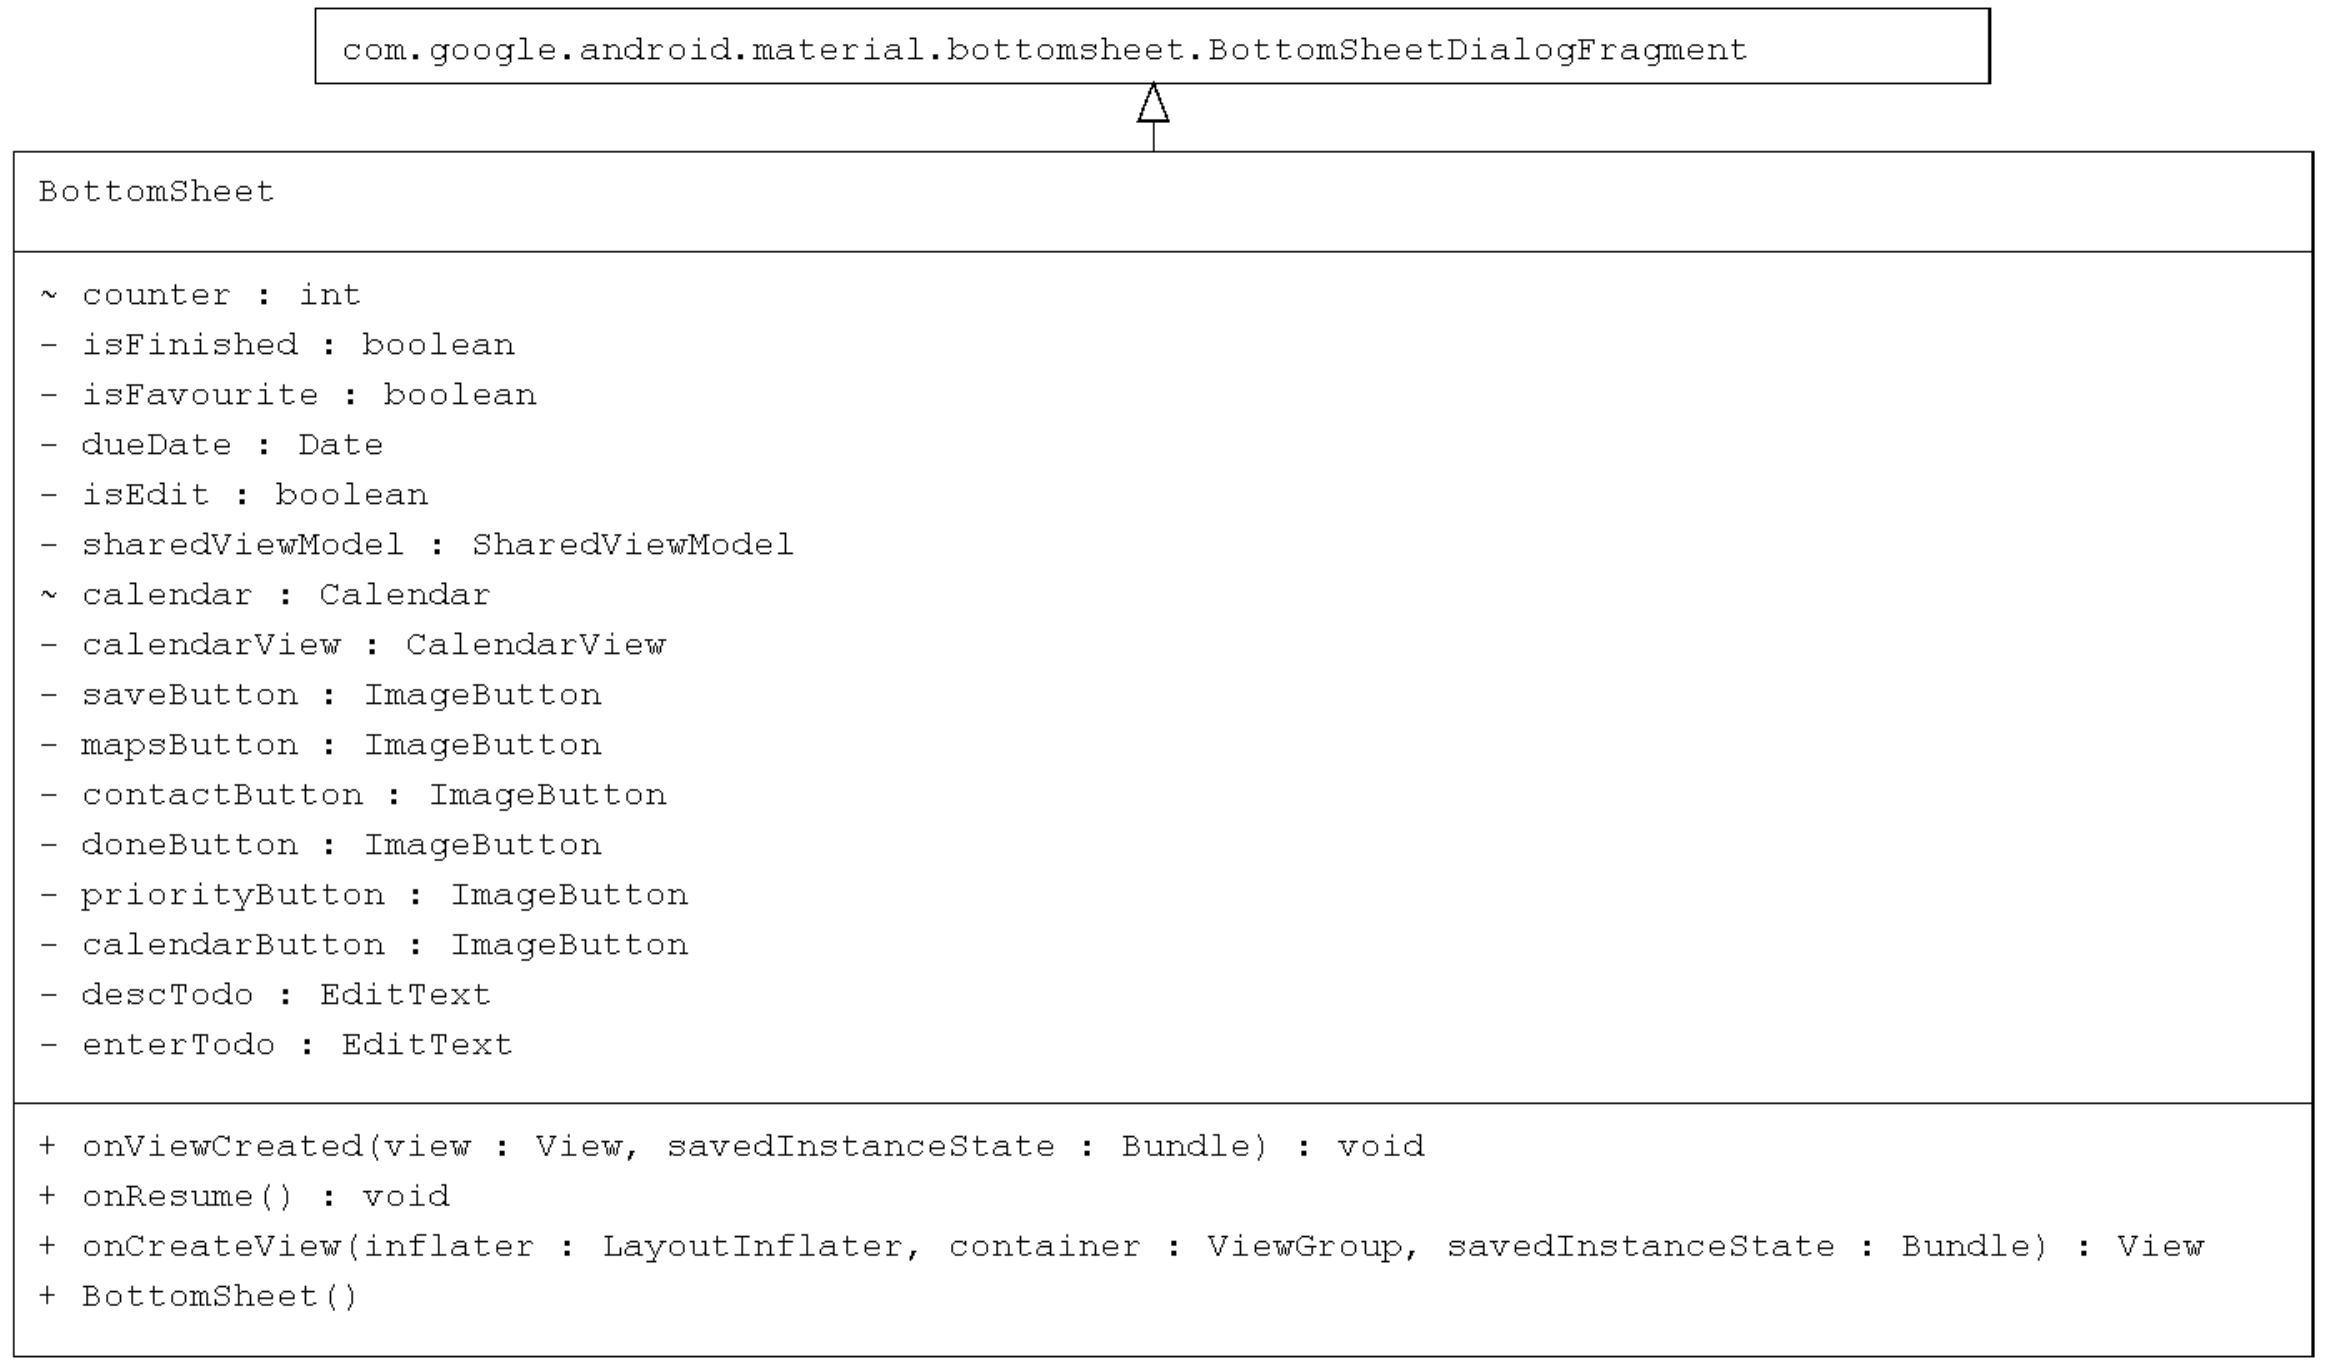 com.google.android.material.bottomsheet.BottomSheetDialogFragment
BottomSheet
~ counter : int
- isFinished : boolean
- isFavourite : boolean
- dueDate : Date
- isEdit : boolean
- sharedViewModel : SharedViewModel
~ calendar : Calendar
- calendarView : CalendarView
- saveButton : ImageButton
- mapsButton : ImageButton
- contactButton : ImageButton
- doneButton : ImageButton
- priorityButton : ImageButton
- calendarButton : ImageButton
- descTodo : EditText
- enterTodo : EditText
+ onViewCreated(view : View, savedInstanceState : Bundle) : void
+ onResume() : void
+ onCreateView(inflater : LayoutInflater, container : ViewGroup, savedInstanceState : Bundle) : View
+ BottomSheet()